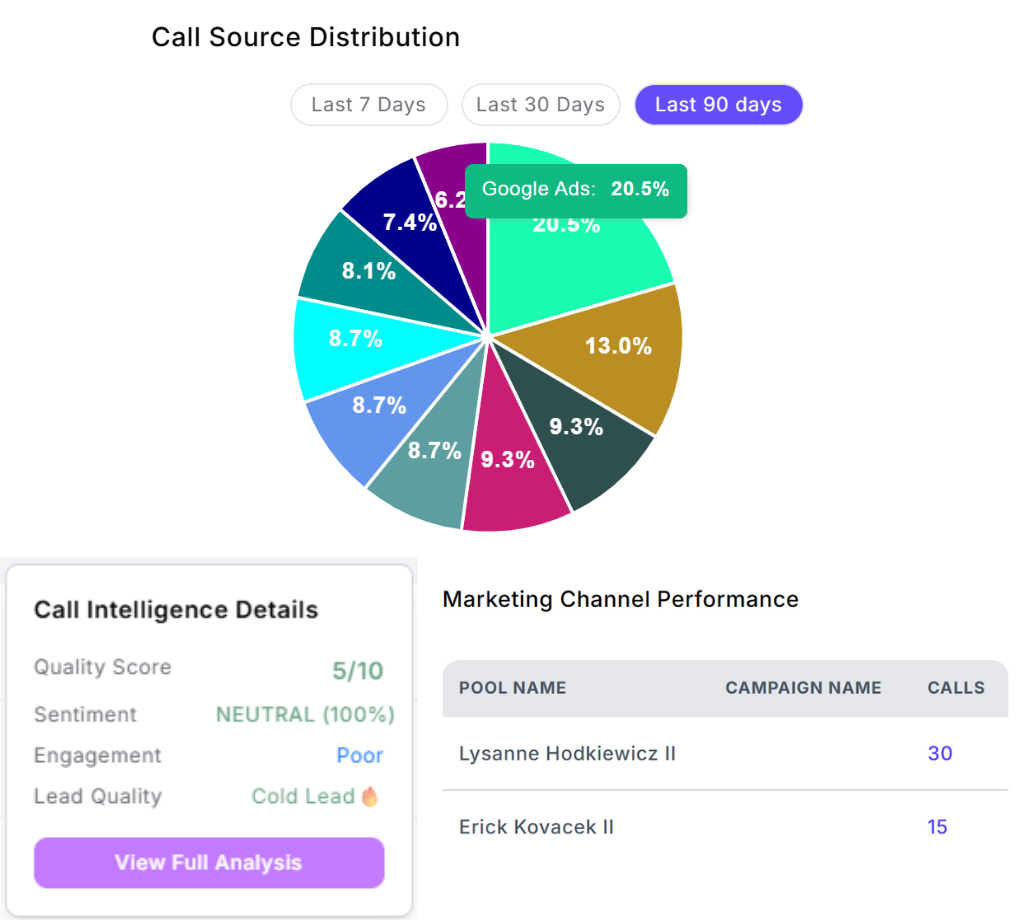 Call Source Distribution
Last 7 Days Last 30 Days Last 90 days
Google Ads: 20.5%
20.5%
13.0%
9.3%
9.3%
8.7%
8.7%
8.7%
8.1%
7.4%
6.2
Call Intelligence Details
Quality Score 5/10
Sentiment NEUTRAL (100%)
Engagement Poor
Lead Quality Cold Lead 🔥
View Full Analysis
Marketing Channel Performance
POOL NAME CAMPAIGN NAME CALLS
Lysanne Hodkiewicz II 30
Erick Kovacek II 15